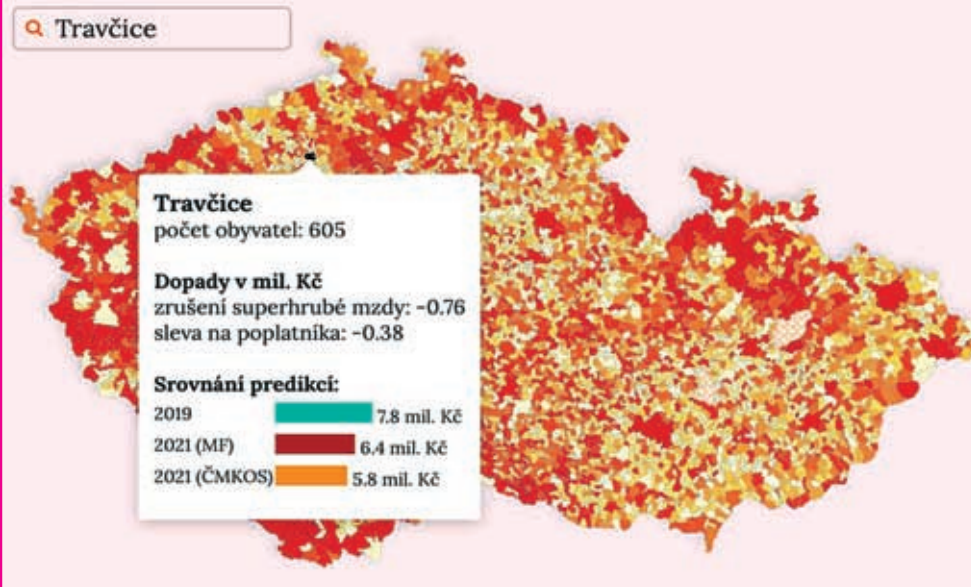 Travčice
Travčice
počet obyvatel: 605
Dopady v mil. Kč
zrušení superhrubé mzdy: -0.76
sleva na poplatníka: -0.38
Srovnání predikcí:
2019 7.8 mil. Kč
2021 (MF) 6.4 mil. Kč
2021 (ČMKOS) 5.8 mil. Kč